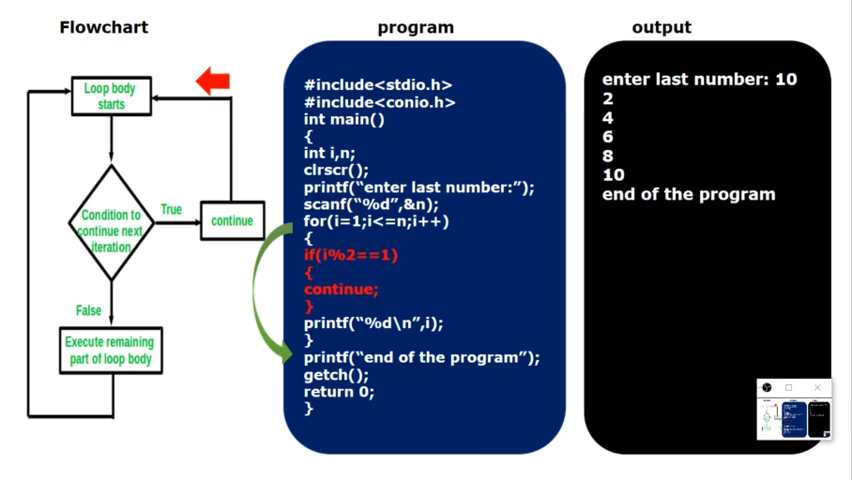 Flowchart
Loop body
starts
Condition to
continue next
iteration
True
continue
False
Execute remaining
part of loop body
program
#include<stdio.h>
#include<conio.h>
int main()
{
int i,n;
clrscr();
printf(“enter last number:”);
scanf(“%d”,&n);
for(i=1;i<=n;i++)
{
if(i%2==1)
{
continue;
}
printf(“%d\n”,i);
}
printf(“end of the program”);
getch();
return 0;
}
output
enter last number: 10
2
4
6
8
10
end of the program